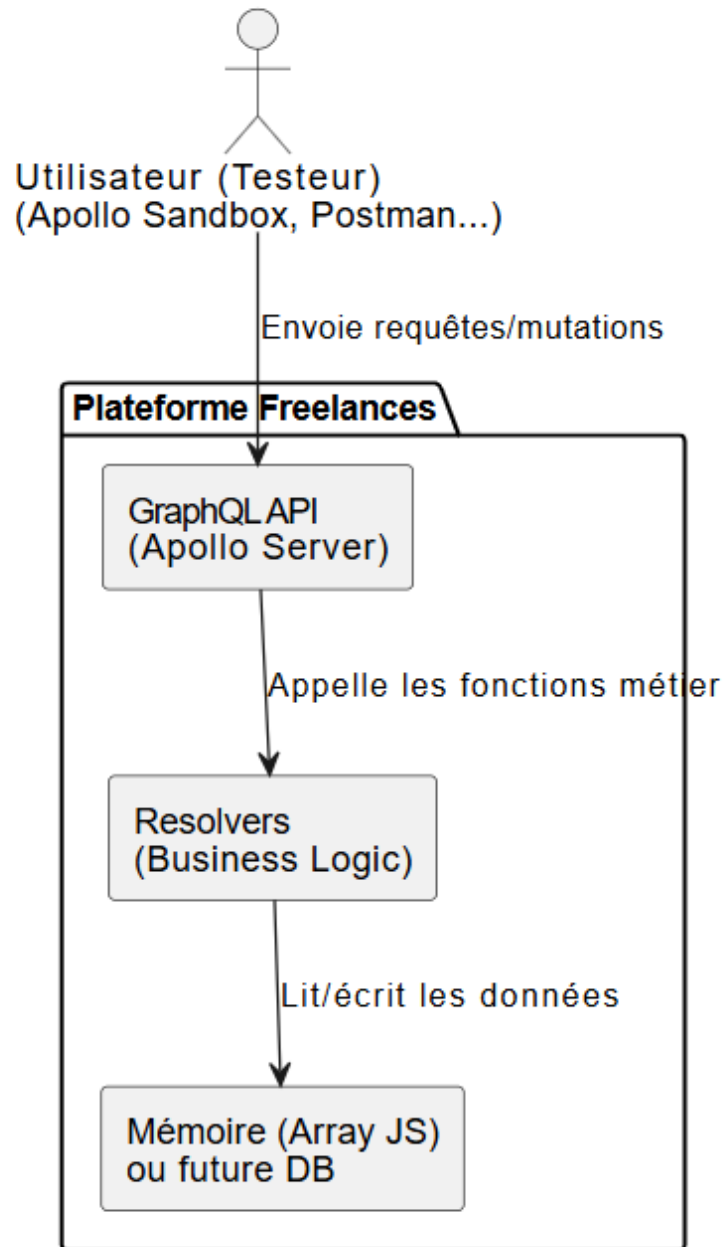 Utilisateur (Testeur)
(Apollo Sandbox, Postman...)
Envoie requêtes/mutations
Plateforme Freelances
GraphQL API
(Apollo Server)
Appelle les fonctions métier
Resolvers
(Business Logic)
Lit/écrit les données
Mémoire (Array JS)
ou future DB